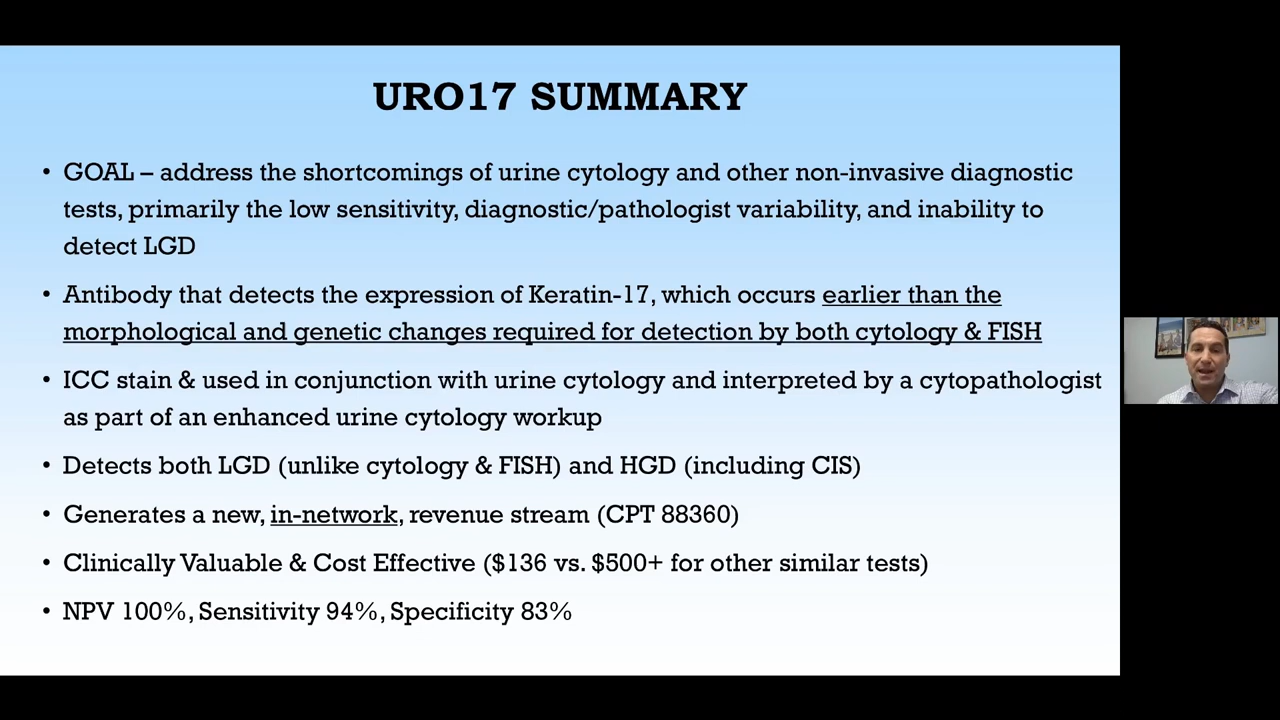 URO17 SUMMARY
• GOAL – address the shortcomings of urine cytology and other non-invasive diagnostic
tests, primarily the low sensitivity, diagnostic/pathologist variability, and inability to
detect LGD
• Antibody that detects the expression of Keratin-17, which occurs earlier than the
morphological and genetic changes required for detection by both cytology & FISH
• ICC stain & used in conjunction with urine cytology and interpreted by a cytopathologist
as part of an enhanced urine cytology workup
• Detects both LGD (unlike cytology & FISH) and HGD (including CIS)
• Generates a new, in-network, revenue stream (CPT 88360)
• Clinically Valuable & Cost Effective ($136 vs. $500+ for other similar tests)
• NPV 100%, Sensitivity 94%, Specificity 83%